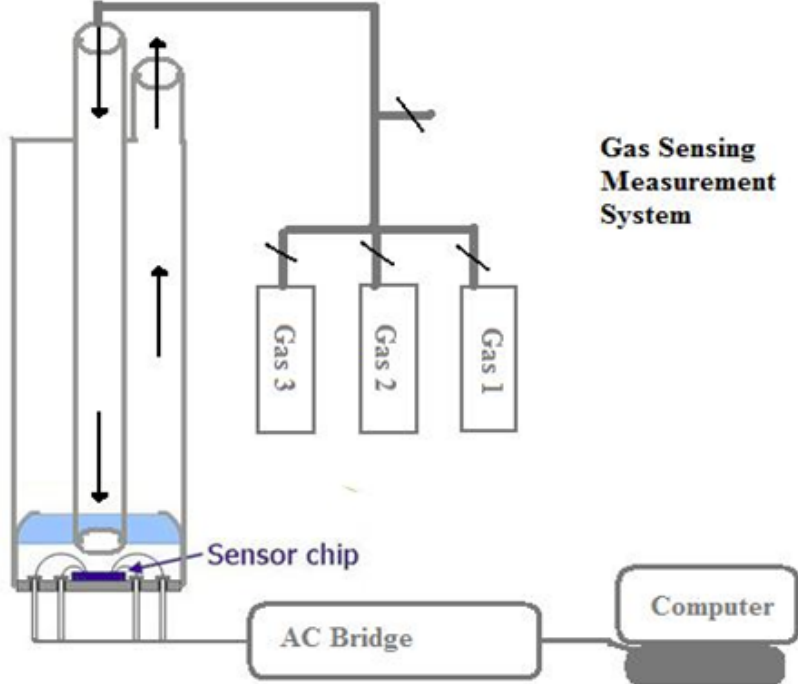 Gas Sensing
Measurement
System
Gas 3
Gas 2
Gas 1
Sensor chip
AC Bridge
Computer